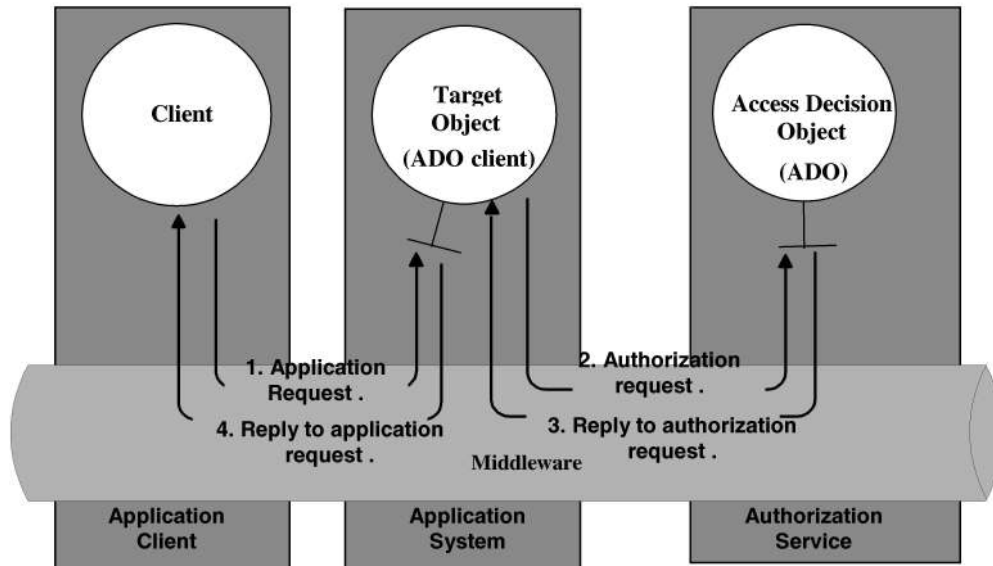 Client
Target
Object
(ADO client)
Access Decision
Object
(ADO)
1. Application
Request .
2. Authorization
request .
4. Reply to application
request .
3. Reply to authorization
request .
Middleware
Application
Client
Application
System
Authorization
Service